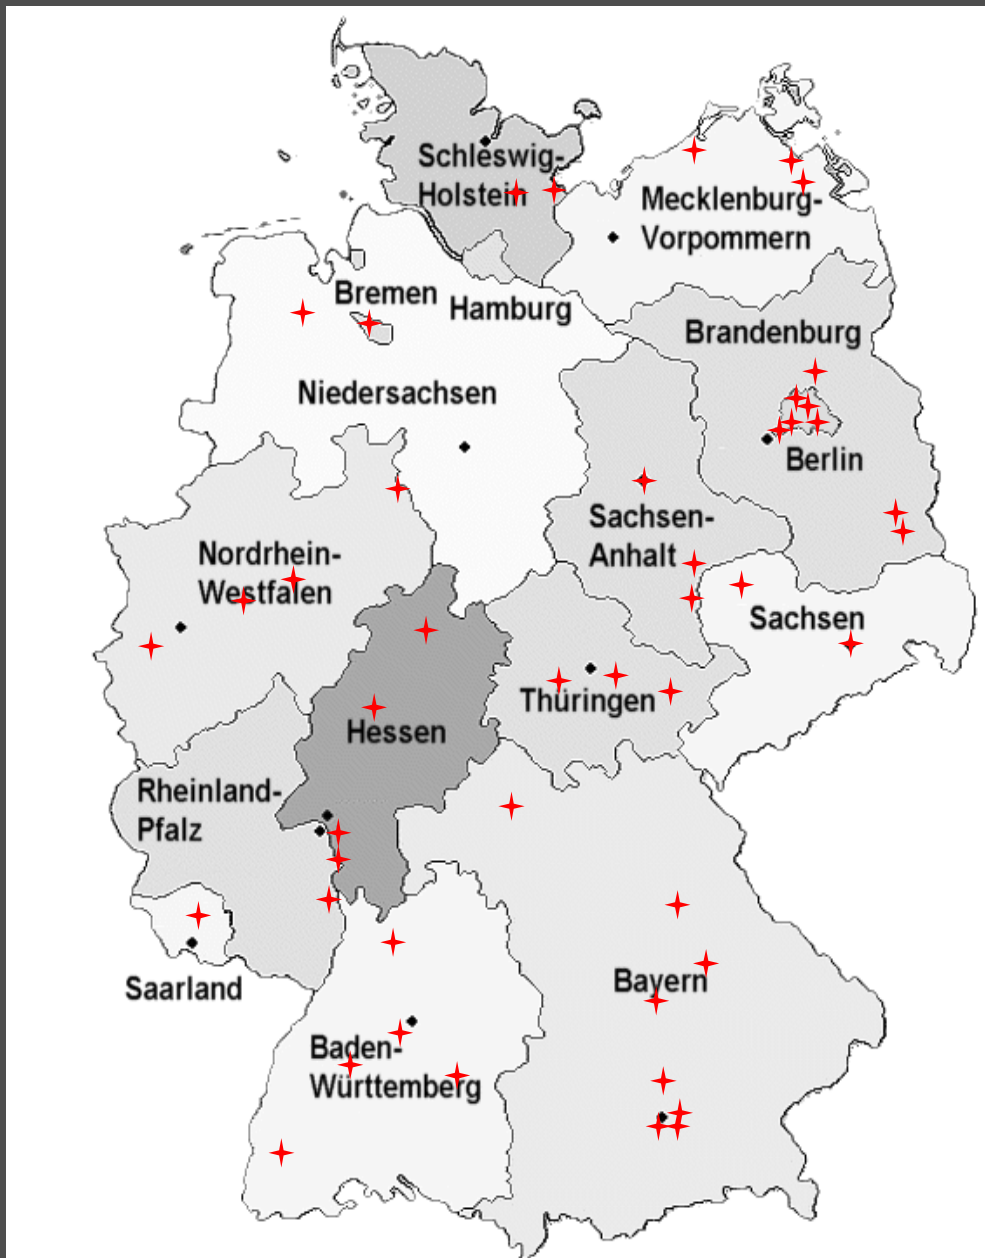 Schleswig-
Holstein
Mecklenburg-
Vorpommern
Bremen
Hamburg
Brandenburg
Niedersachsen
Berlin
Sachsen-
Anhalt
Nordrhein-
Westfalen
Sachsen
Thüringen
Hessen
Rheinland-
Pfalz
Saarland
Bayern
Baden-
Württemberg